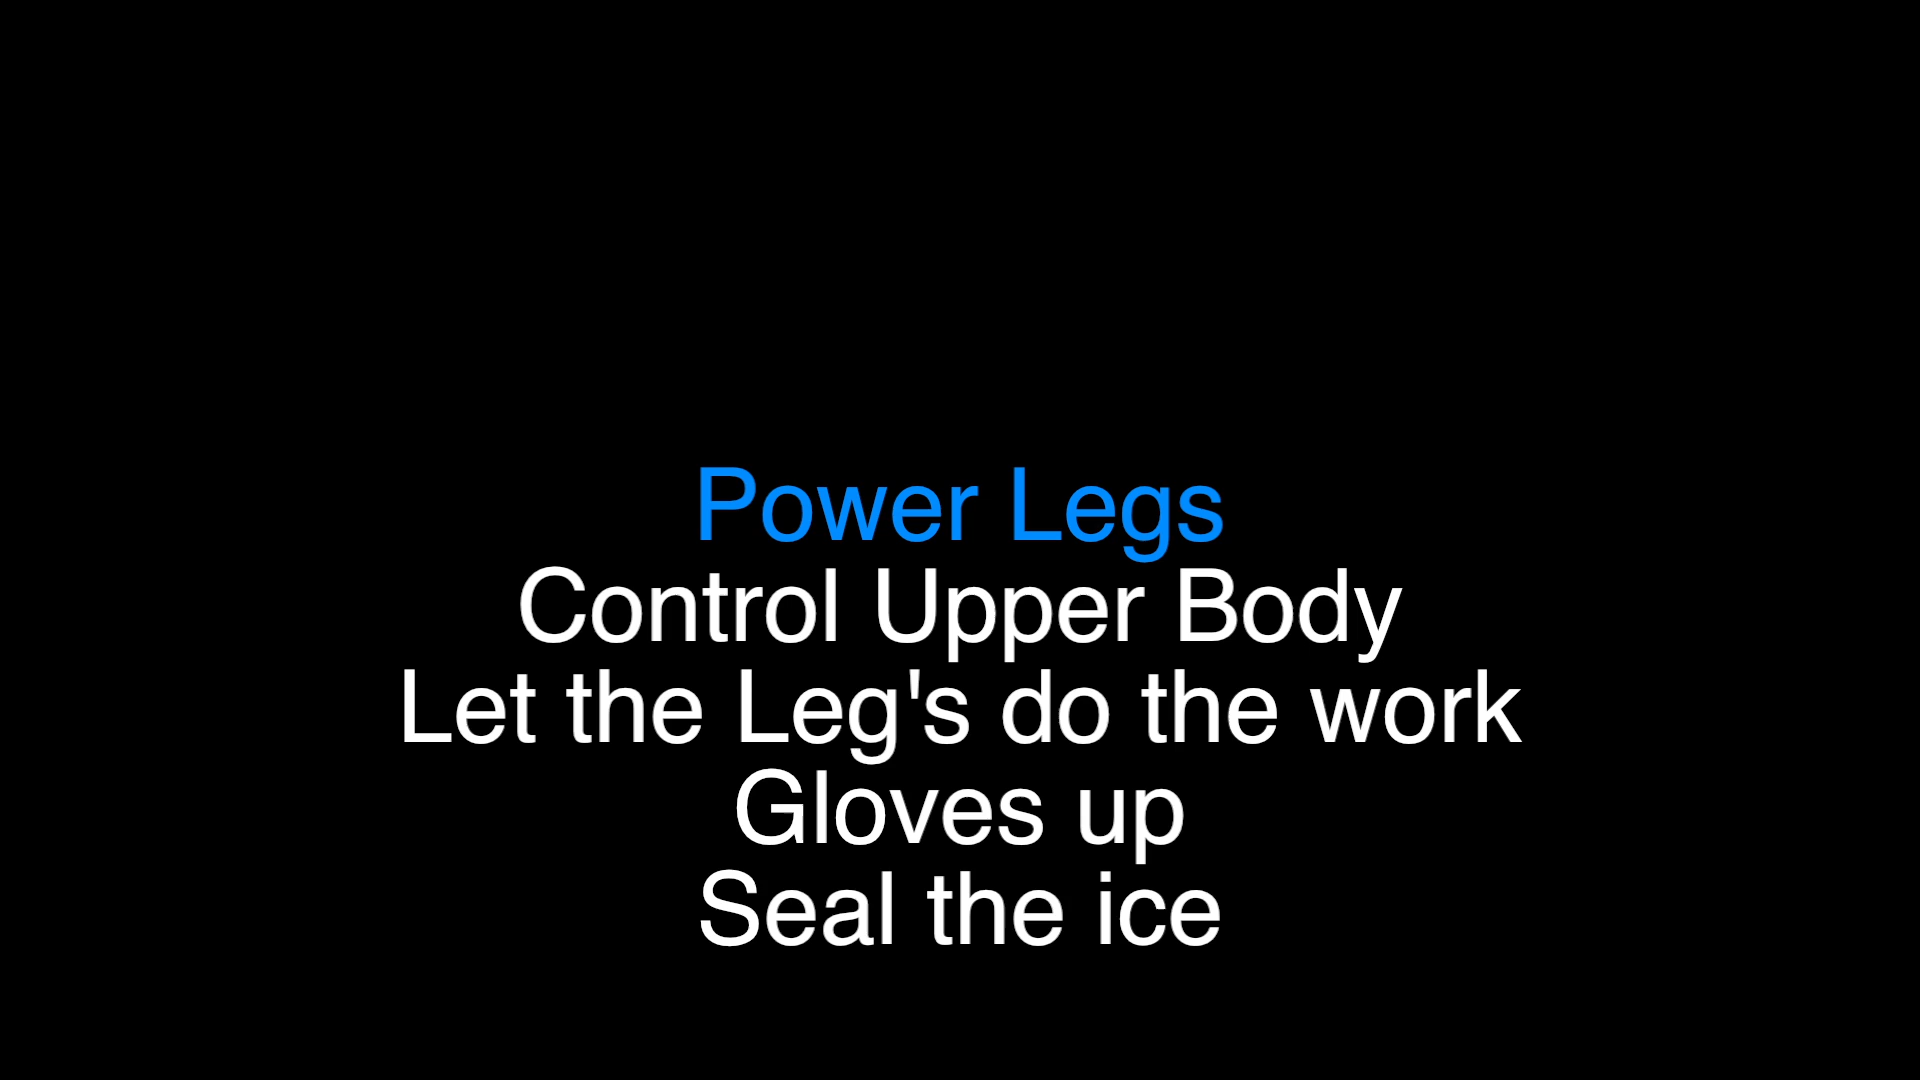 Power Legs
Control Upper Body
Let the Leg's do the work
Gloves up
Seal the ice